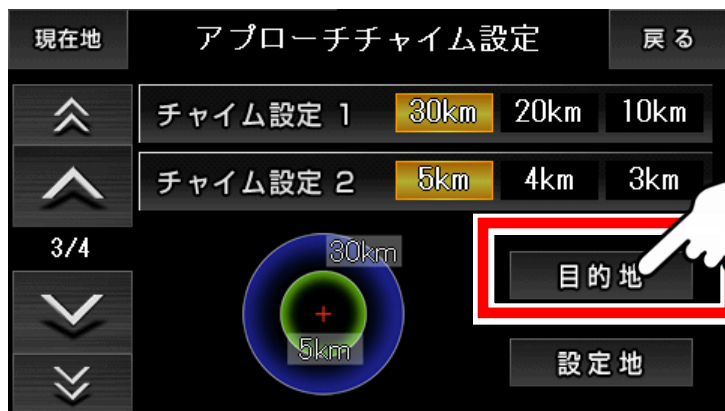 現在地 アプローチチャイム設定 戻る
チャイム設定 1 30km 20km 10km
チャイム設定 2 5km 4km 3km
3/4
30km
目的地
5km
設定地